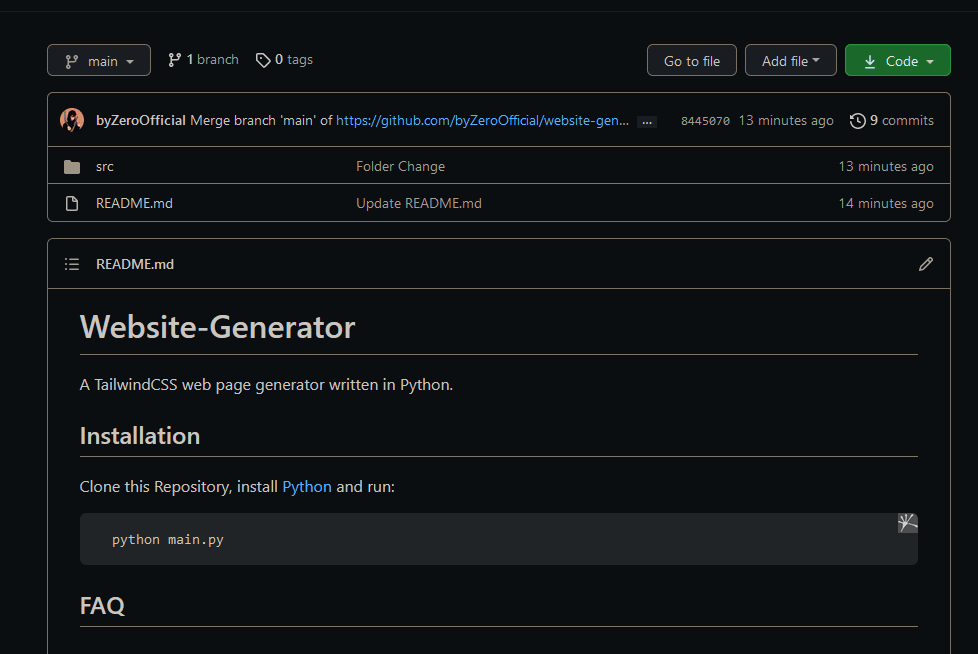 main 1 branch 0 tags Go to file Add file Code
byZeroOfficial Merge branch 'main' of https://github.com/byZeroOfficial/website-gen... ... 8445070 13 minutes ago 9 commits
src Folder Change 13 minutes ago
README.md Update README.md 14 minutes ago
README.md
Website-Generator
A TailwindCSS web page generator written in Python.
Installation
Clone this Repository, install Python and run:
python main.py
FAQ